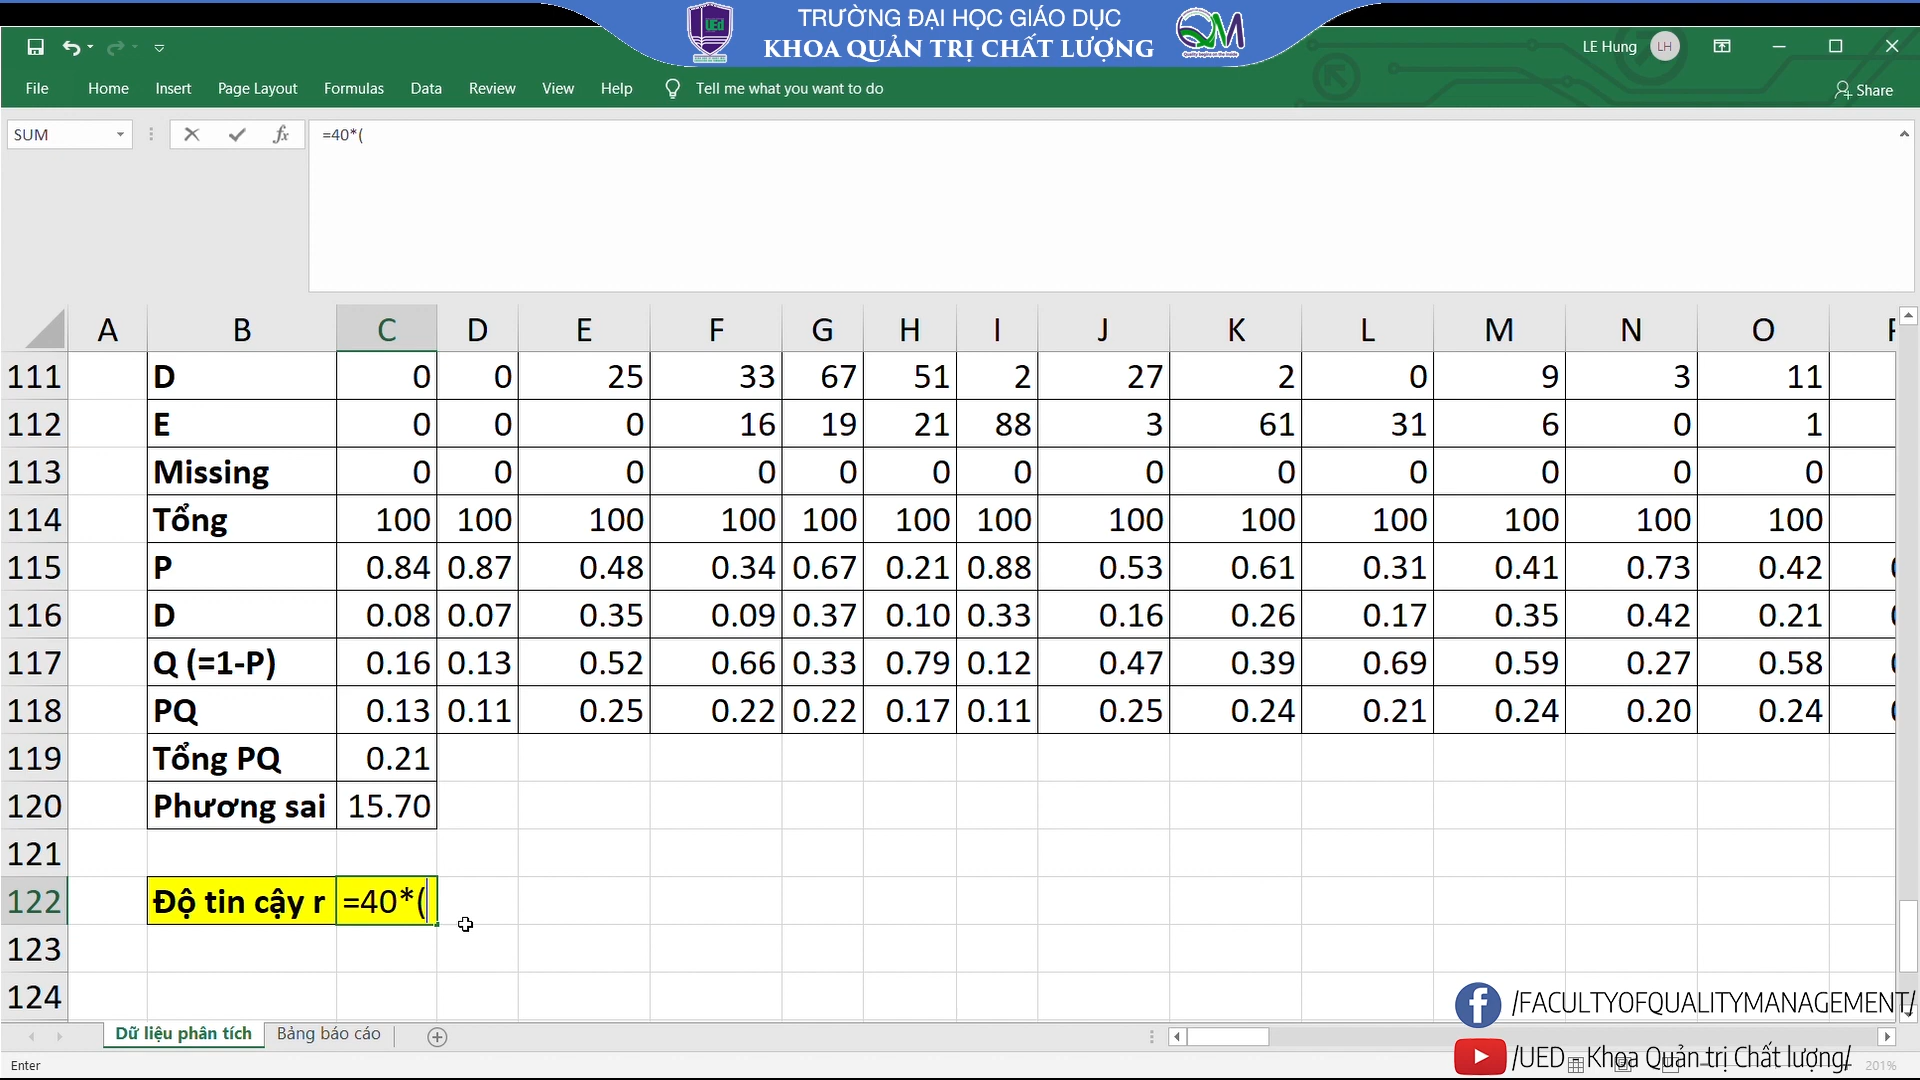 TRƯỜNG ĐẠI HỌC GIÁO DỤC
KHOA QUẢN TRỊ CHẤT LƯỢNG
LE Hung LH
File Home Insert Page Layout Formulas Data Review View Help Tell me what you want to do Share
SUM fx =40*(
A B C D E F G H I J K L M N O
111 D 0 0 25 33 67 51 2 27 2 0 9 3 11
112 E 0 0 0 16 19 21 88 3 61 31 6 0 1
113 Missing 0 0 0 0 0 0 0 0 0 0 0 0 0
114 Tổng 100 100 100 100 100 100 100 100 100 100 100 100 100
115 P 0.84 0.87 0.48 0.34 0.67 0.21 0.88 0.53 0.61 0.31 0.41 0.73 0.42
116 D 0.08 0.07 0.35 0.09 0.37 0.10 0.33 0.16 0.26 0.17 0.35 0.42 0.21
117 Q (=1-P) 0.16 0.13 0.52 0.66 0.33 0.79 0.12 0.47 0.39 0.69 0.59 0.27 0.58
118 PQ 0.13 0.11 0.25 0.22 0.22 0.17 0.11 0.25 0.24 0.21 0.24 0.20 0.24
119 Tổng PQ 0.21
120 Phương sai 15.70
121
122 Độ tin cậy r =40*(
123
124
/FACULTYOFQUALITYMANAGEMENT/
Dữ liệu phân tích Bảng báo cáo
Enter /UED - Khoa Quản trị Chất lượng/ 201%